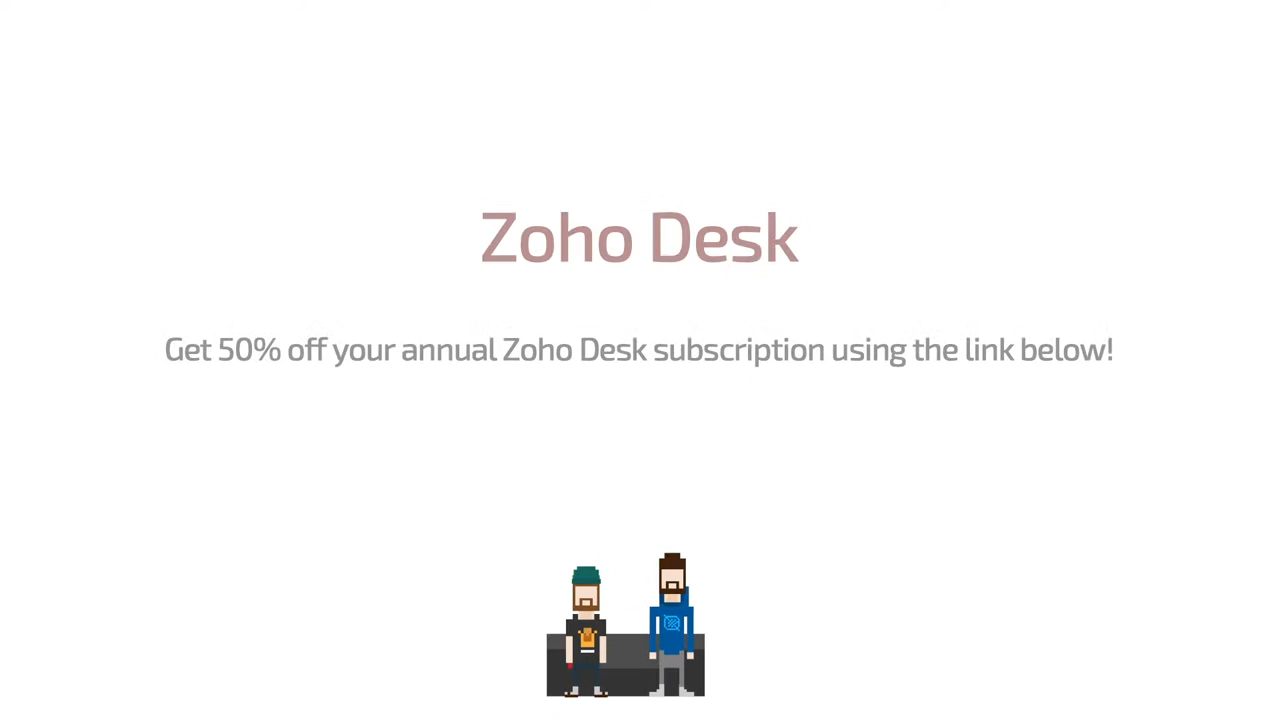 Zoho Desk
Get 50% off your annual Zoho Desk subscription using the link below!